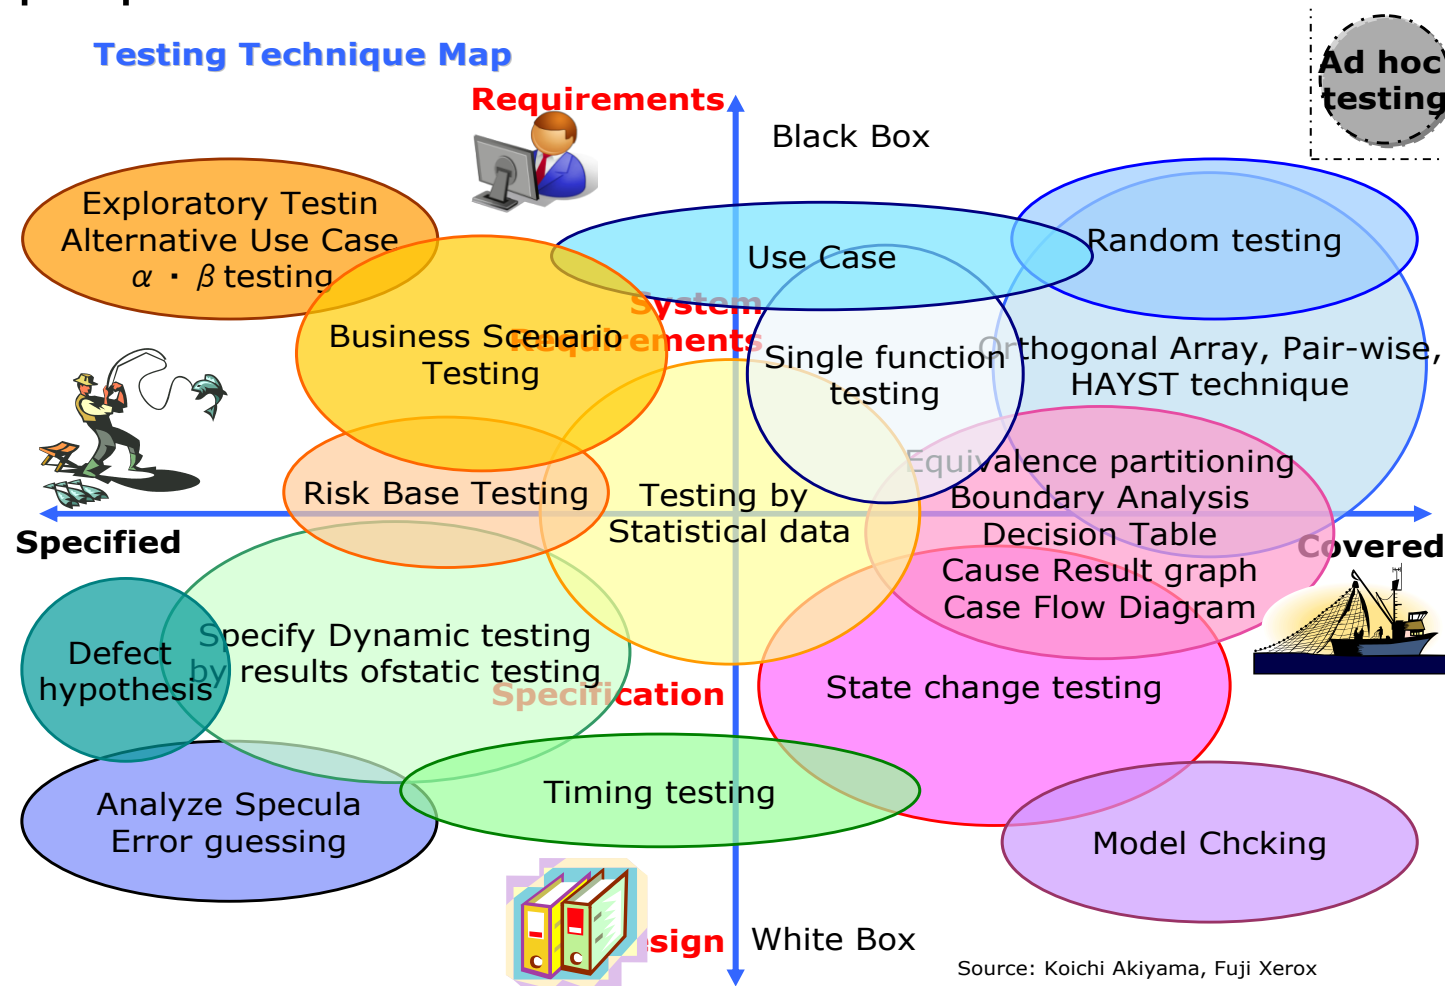 Testing Technique Map
Ad hoc
testing
Requirements
Black Box
Exploratory Testin
Alternative Use Case
α ・ β testing
Use Case
Random testing
System
Requirements
Business Scenario
Testing
Single function
testing
Orthogonal Array, Pair-wise,
HAYST technique
Equivalence partitioning
Boundary Analysis
Decision Table
Cause Result graph
Case Flow Diagram
Risk Base Testing
Testing by
Statistical data
Specified
Covered
Defect
hypothesis
Specify Dynamic testing
by results ofstatic testing
Specification
State change testing
Analyze Specula
Error guessing
Timing testing
Model Chcking
sign
White Box
Source: Koichi Akiyama, Fuji Xerox